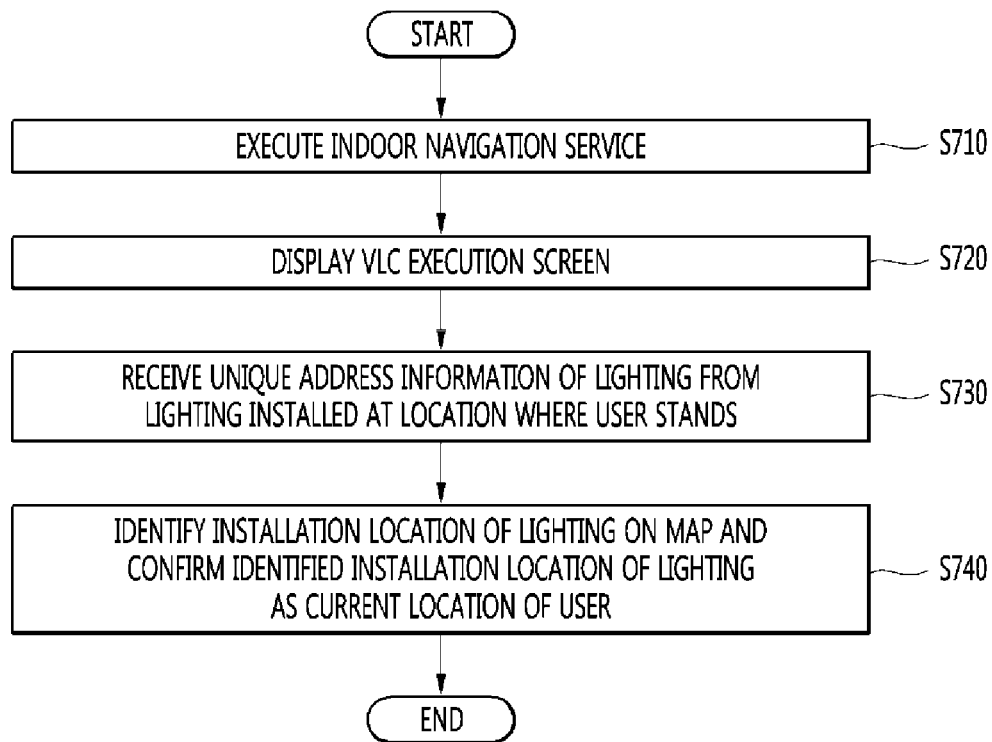 START
EXECUTE INDOOR NAVIGATION SERVICE
S710
DISPLAY VLC EXECUTION SCREEN
S720
RECEIVE UNIQUE ADDRESS INFORMATION OF LIGHTING FROM
LIGHTING INSTALLED AT LOCATION WHERE USER STANDS
S730
IDENTIFY INSTALLATION LOCATION OF LIGHTING ON MAP AND
CONFIRM IDENTIFIED INSTALLATION LOCATION OF LIGHTING
AS CURRENT LOCATION OF USER
S740
END